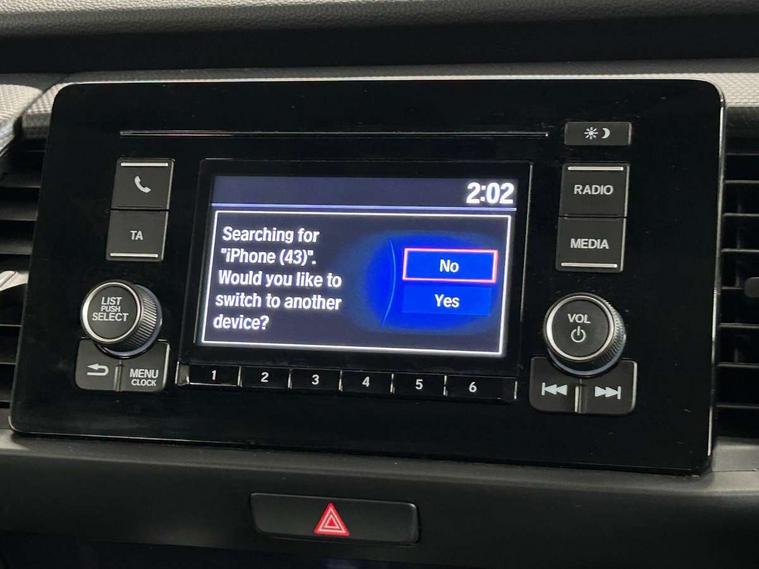 2:02
Searching for
"iPhone (43)".
Would you like to
switch to another
device?
No
Yes
TA
LIST
PUSH
SELECT
MENU
CLOCK
1 2 3 4 5 6
RADIO
MEDIA
VOL